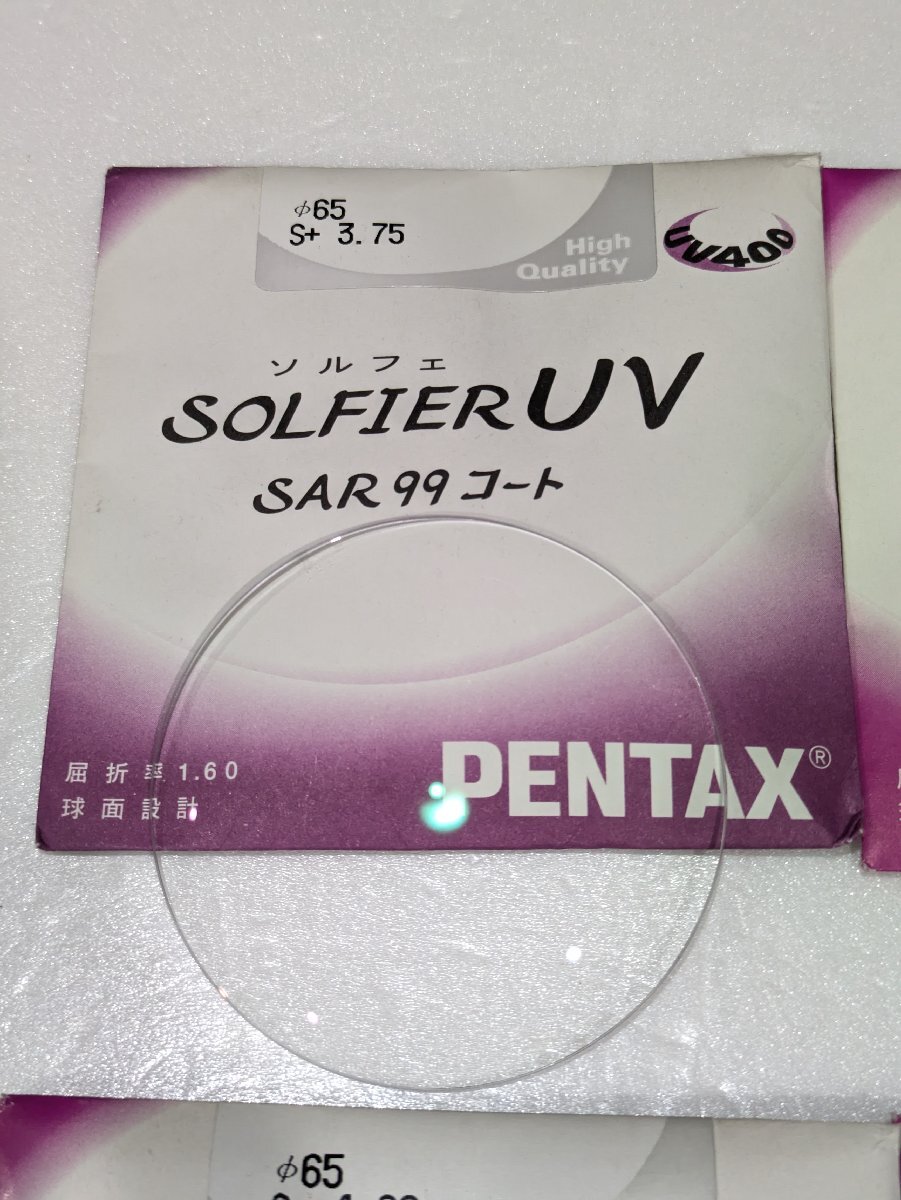 φ65
S+ 3.75
High
Quality
UV400
ソルフェ
SOLFIER UV
SAR 99 コート
屈折率1.60
球面設計
PENTAX®
φ65